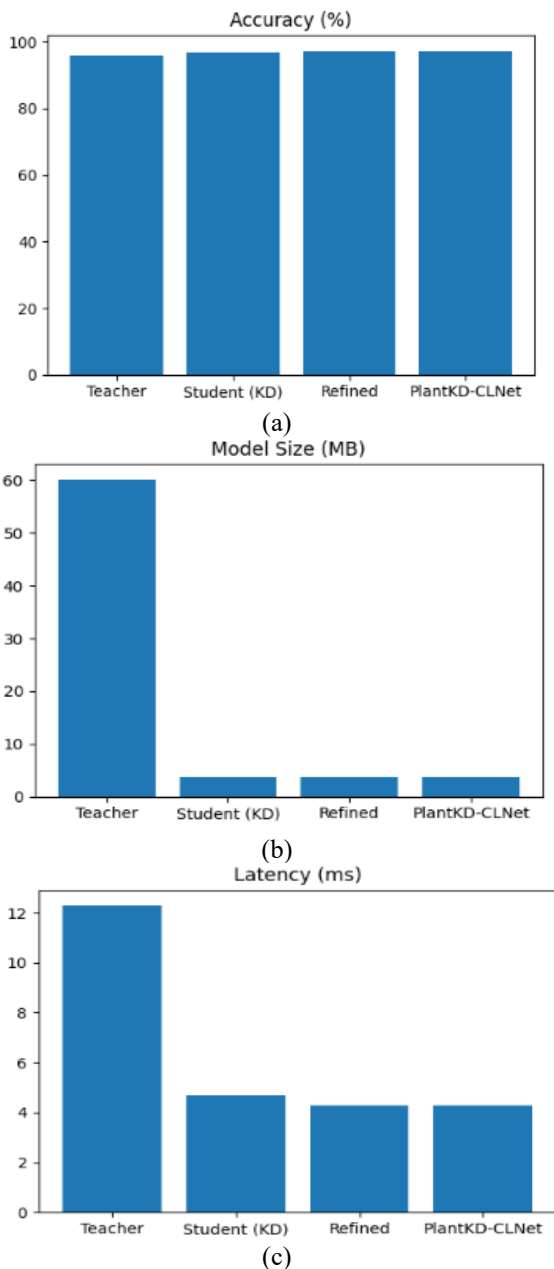 Accuracy (%)
100
80
60
40
20
0
Teacher Student (KD) Refined PlantKD-CLNet
(a)
Model Size (MB)
60
50
40
30
20
10
0
Teacher Student (KD) Refined PlantKD-CLNet
(b)
Latency (ms)
12
10
8
6
4
2
0
Teacher Student (KD) Refined PlantKD-CLNet
(c)